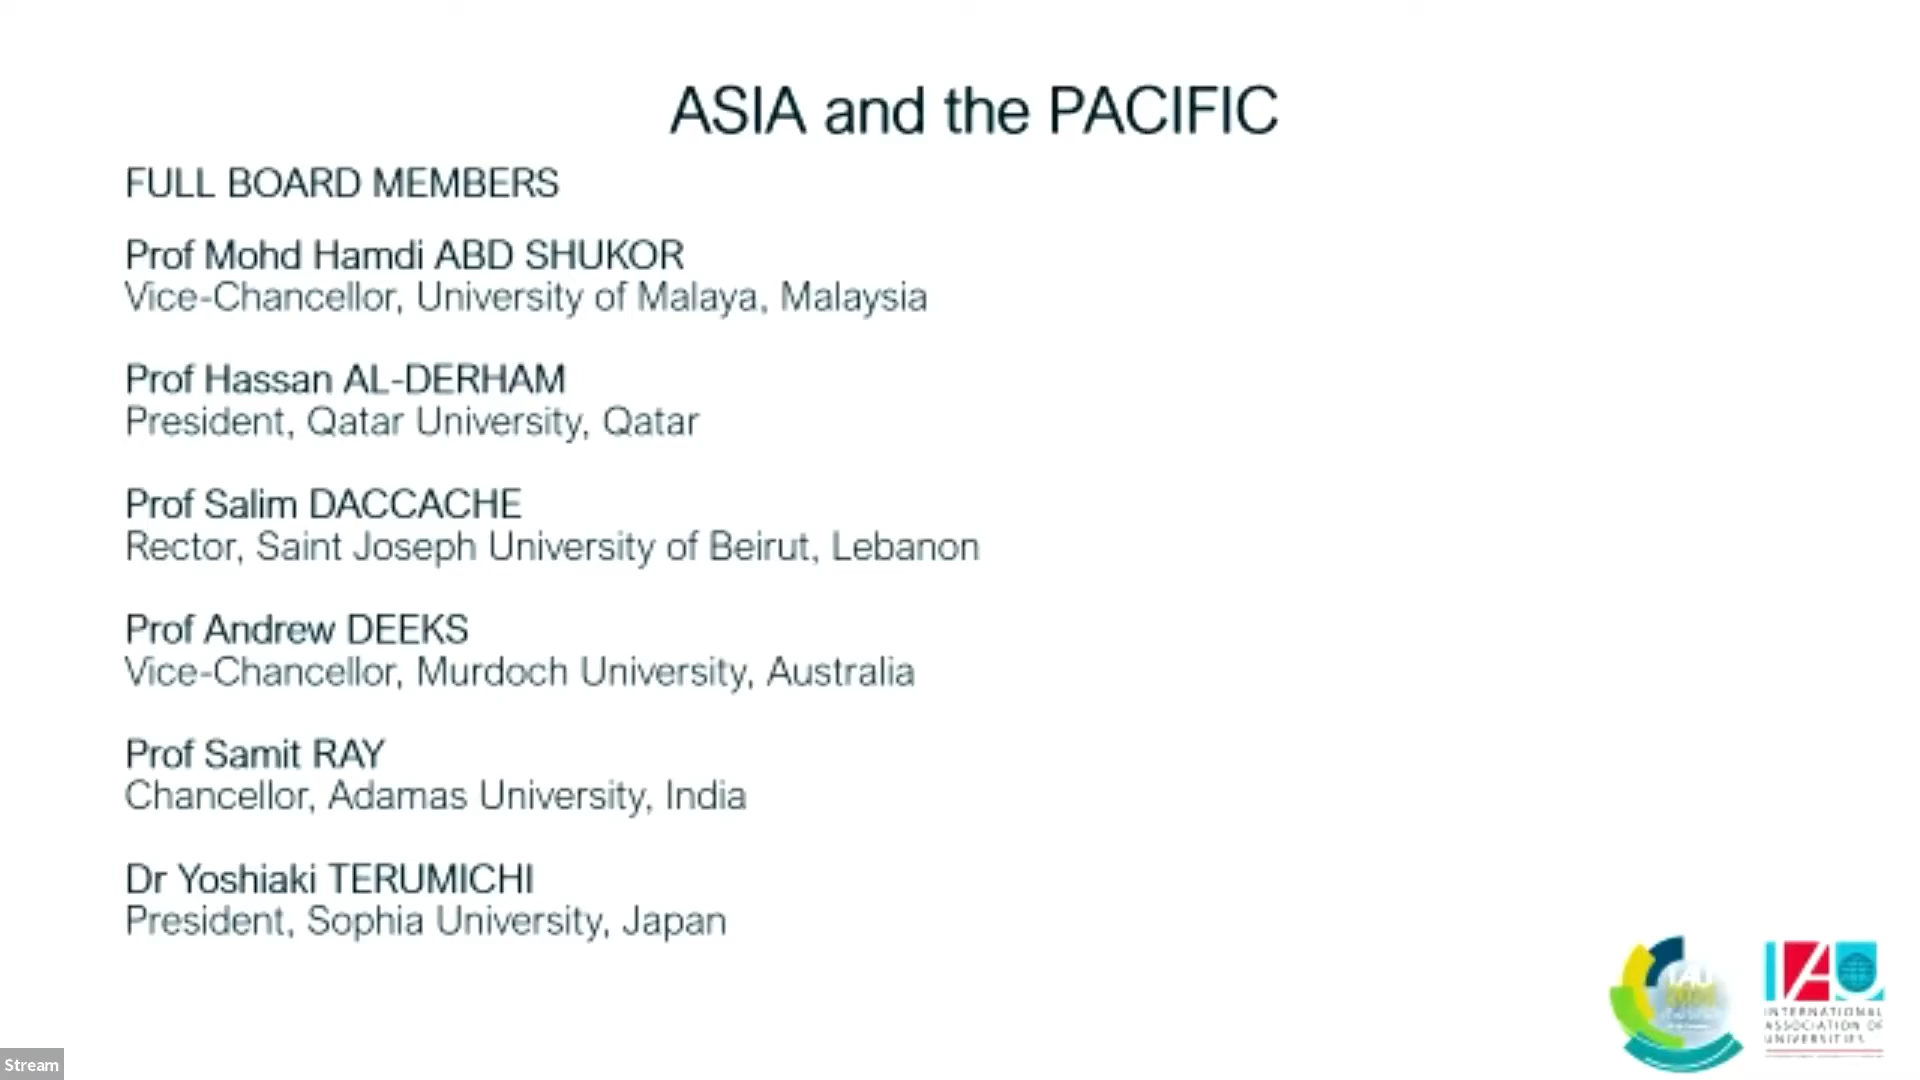 ASIA and the PACIFIC
FULL BOARD MEMBERS
Prof Mohd Hamdi ABD SHUKOR
Vice-Chancellor, University of Malaya, Malaysia
Prof Hassan AL-DERHAM
President, Qatar University, Qatar
Prof Salim DACCACHE
Rector, Saint Joseph University of Beirut, Lebanon
Prof Andrew DEEKS
Vice-Chancellor, Murdoch University, Australia
Prof Samit RAY
Chancellor, Adamas University, India
Dr Yoshiaki TERUMICHI
President, Sophia University, Japan
IAU
INTERNATIONAL
ASSOCIATION OF
UNIVERSITIES
Stream